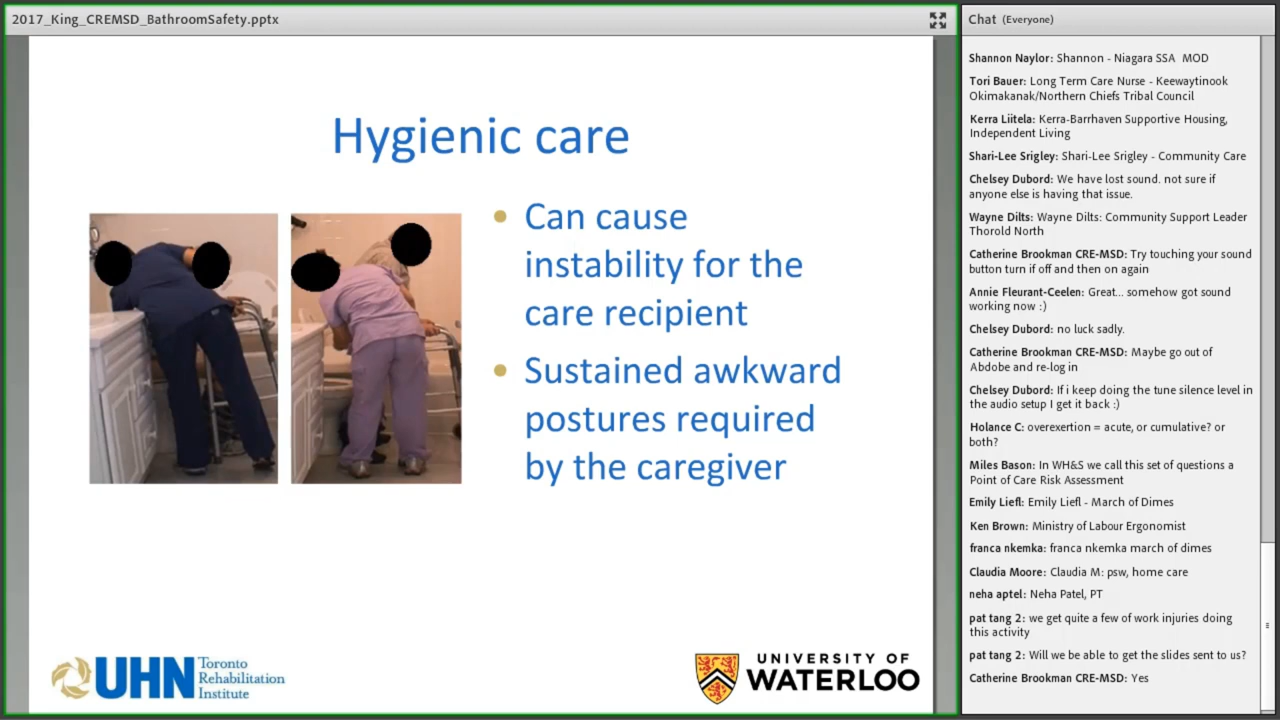 2017_King_CREMSD_BathroomSafety.pptx
Hygienic care
• Can cause
instability for the
care recipient
• Sustained awkward
postures required
by the caregiver
UHN Toronto
Rehabilitation
Institute
UNIVERSITY OF
WATERLOO
Chat (Everyone)
Shannon Naylor: Shannon - Niagara SSA MOD
Tori Bauer: Long Term Care Nurse - Keewaytinook
Okimakanak/Northern Chiefs Tribal Council
Kerra Liitela: Kerra-Barrhaven Supportive Housing,
Independent Living
Shari-Lee Srigley: Shari-Lee Srigley - Community Care
Chelsey Dubord: We have lost sound. not sure if
anyone else is having that issue.
Wayne Dilts: Wayne Dilts: Community Support Leader
Thorold North
Catherine Brookman CRE-MSD: Try touching your sound
button turn if off and then on again
Annie Fleurant-Ceelen: Great... somehow got sound
working now :)
Chelsey Dubord: no luck sadly.
Catherine Brookman CRE-MSD: Maybe go out of
Abdobe and re-log in
Chelsey Dubord: If i keep doing the tune silence level in
the audio setup I get it back :)
Holance C: overexertion = acute, or cumulative? or
both?
Miles Bason: In WH&S we call this set of questions a
Point of Care Risk Assessment
Emily Liefl: Emily Liefl - March of Dimes
Ken Brown: Ministry of Labour Ergonomist
franca nkemka: franca nkemka march of dimes
Claudia Moore: Claudia M: psw, home care
neha aptel: Neha Patel, PT
pat tang 2: we get quite a few of work injuries doing
this activity
pat tang 2: Will we be able to get the slides sent to us?
Catherine Brookman CRE-MSD: Yes